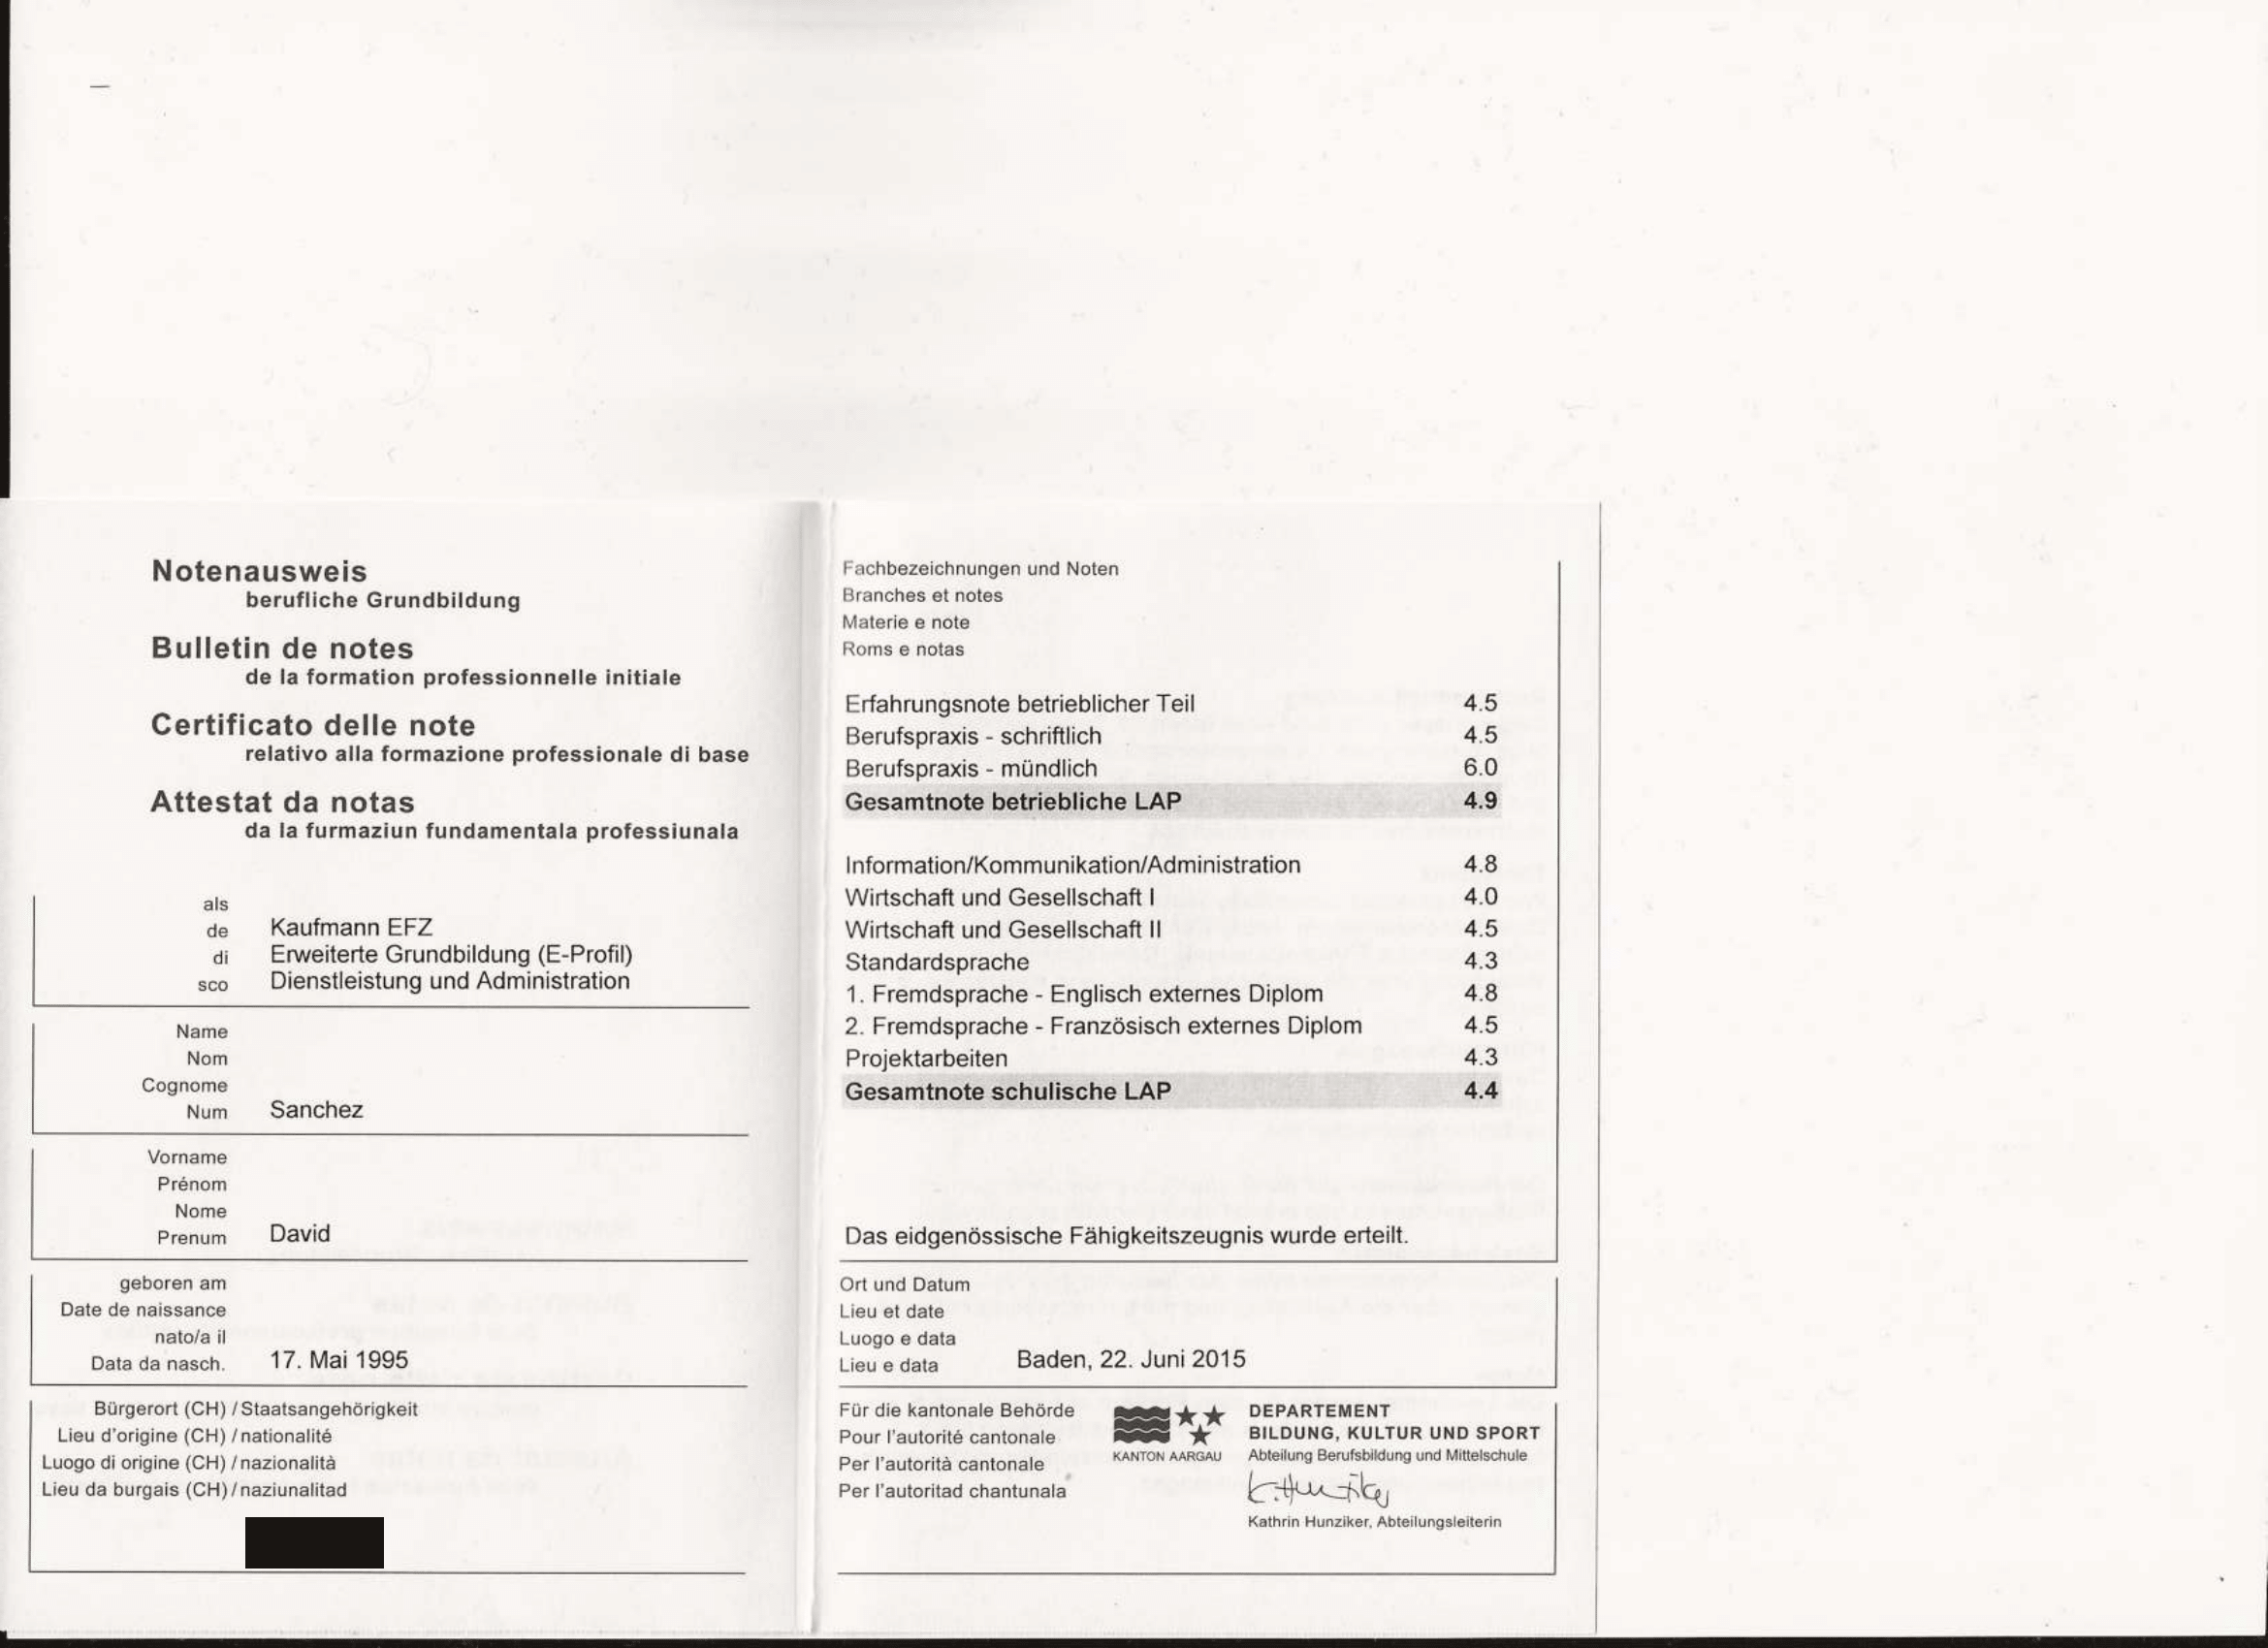 Notenausweis
berufliche Grundbildung
Bulletin de notes
de la formation professionnelle initiale
Certificato delle note
relativo alla formazione professionale di base
Attestat da notas
da la furmaziun fundamentala professiunala
als
de Kaufmann EFZ
di Erweiterte Grundbildung (E-Profil)
sco Dienstleistung und Administration
Name
Nom
Cognome
Num Sanchez
Vorname
Prénom
Nome
Prenum David
geboren am
Date de naissance
nato/a il
Data da nasch. 17. Mai 1995
Bürgerort (CH) / Staatsangehörigkeit
Lieu d'origine (CH) / nationalité
Luogo di origine (CH) / nazionalità
Lieu da burgais (CH) / naziunalitad
Fachbezeichnungen und Noten
Branches et notes
Materie e note
Roms e notas
Erfahrungsnote betrieblicher Teil 4.5
Berufspraxis - schriftlich 4.5
Berufspraxis - mündlich 6.0
Gesamtnote betriebliche LAP 4.9
Information/Kommunikation/Administration 4.8
Wirtschaft und Gesellschaft I 4.0
Wirtschaft und Gesellschaft II 4.5
Standardsprache 4.3
1. Fremdsprache - Englisch externes Diplom 4.8
2. Fremdsprache - Französisch externes Diplom 4.5
Projektarbeiten 4.3
Gesamtnote schulische LAP 4.4
Das eidgenössische Fähigkeitszeugnis wurde erteilt.
Ort und Datum
Lieu et date
Luogo e data
Lieu e data Baden, 22. Juni 2015
Für die kantonale Behörde
Pour l'autorité cantonale
Per l'autorità cantonale
Per l'autoritad chantunala
KANTON AARGAU
DEPARTEMENT
BILDUNG, KULTUR UND SPORT
Abteilung Berufsbildung und Mittelschule
K. Hunziker
Kathrin Hunziker, Abteilungsleiterin